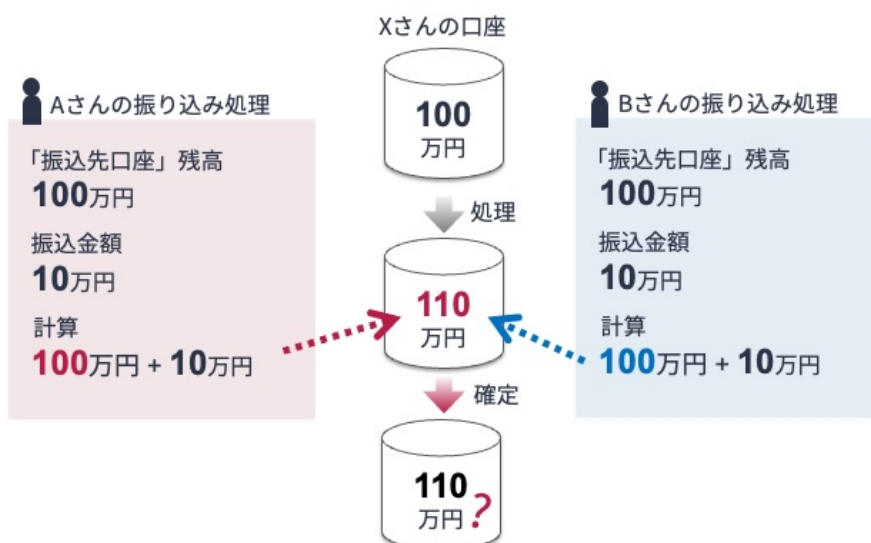 Xさんの口座
100
万円
Aさんの振り込み処理
「振込先口座」残高
100万円
振込金額
10万円
計算
100万円 + 10万円
処理
110
万円
確定
110
万円?
Bさんの振り込み処理
「振込先口座」残高
100万円
振込金額
10万円
計算
100万円 + 10万円